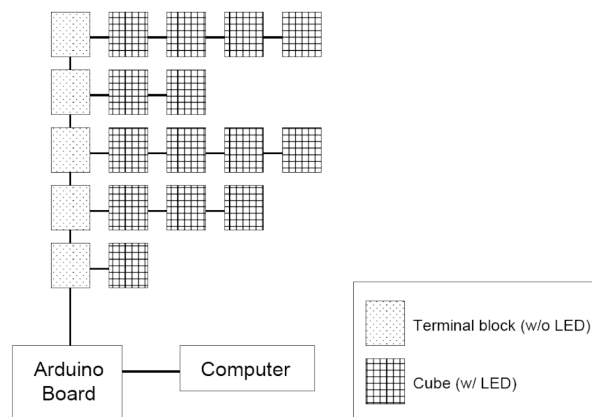 Arduino
Board
Computer
Terminal block (w/o LED)
Cube (w/ LED)